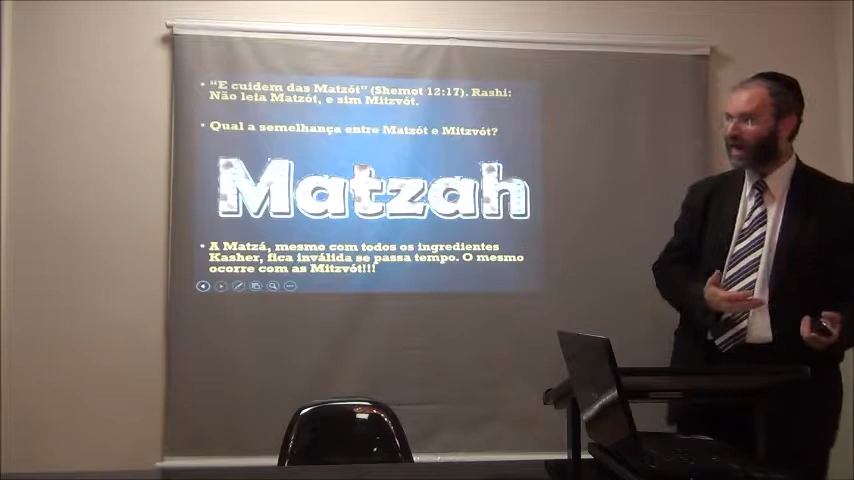 • "E cuidem das Matzót" (Shemot 12:17). Rashi:
Não leia Matzót, e sim Mitzvót.
• Qual a semelhança entre Matzót e Mitzvót?
Matzah
• A Matzá, mesmo com todos os ingredientes
Kasher, fica inválida se passa tempo. O mesmo
ocorre com as Mitzvót!!!